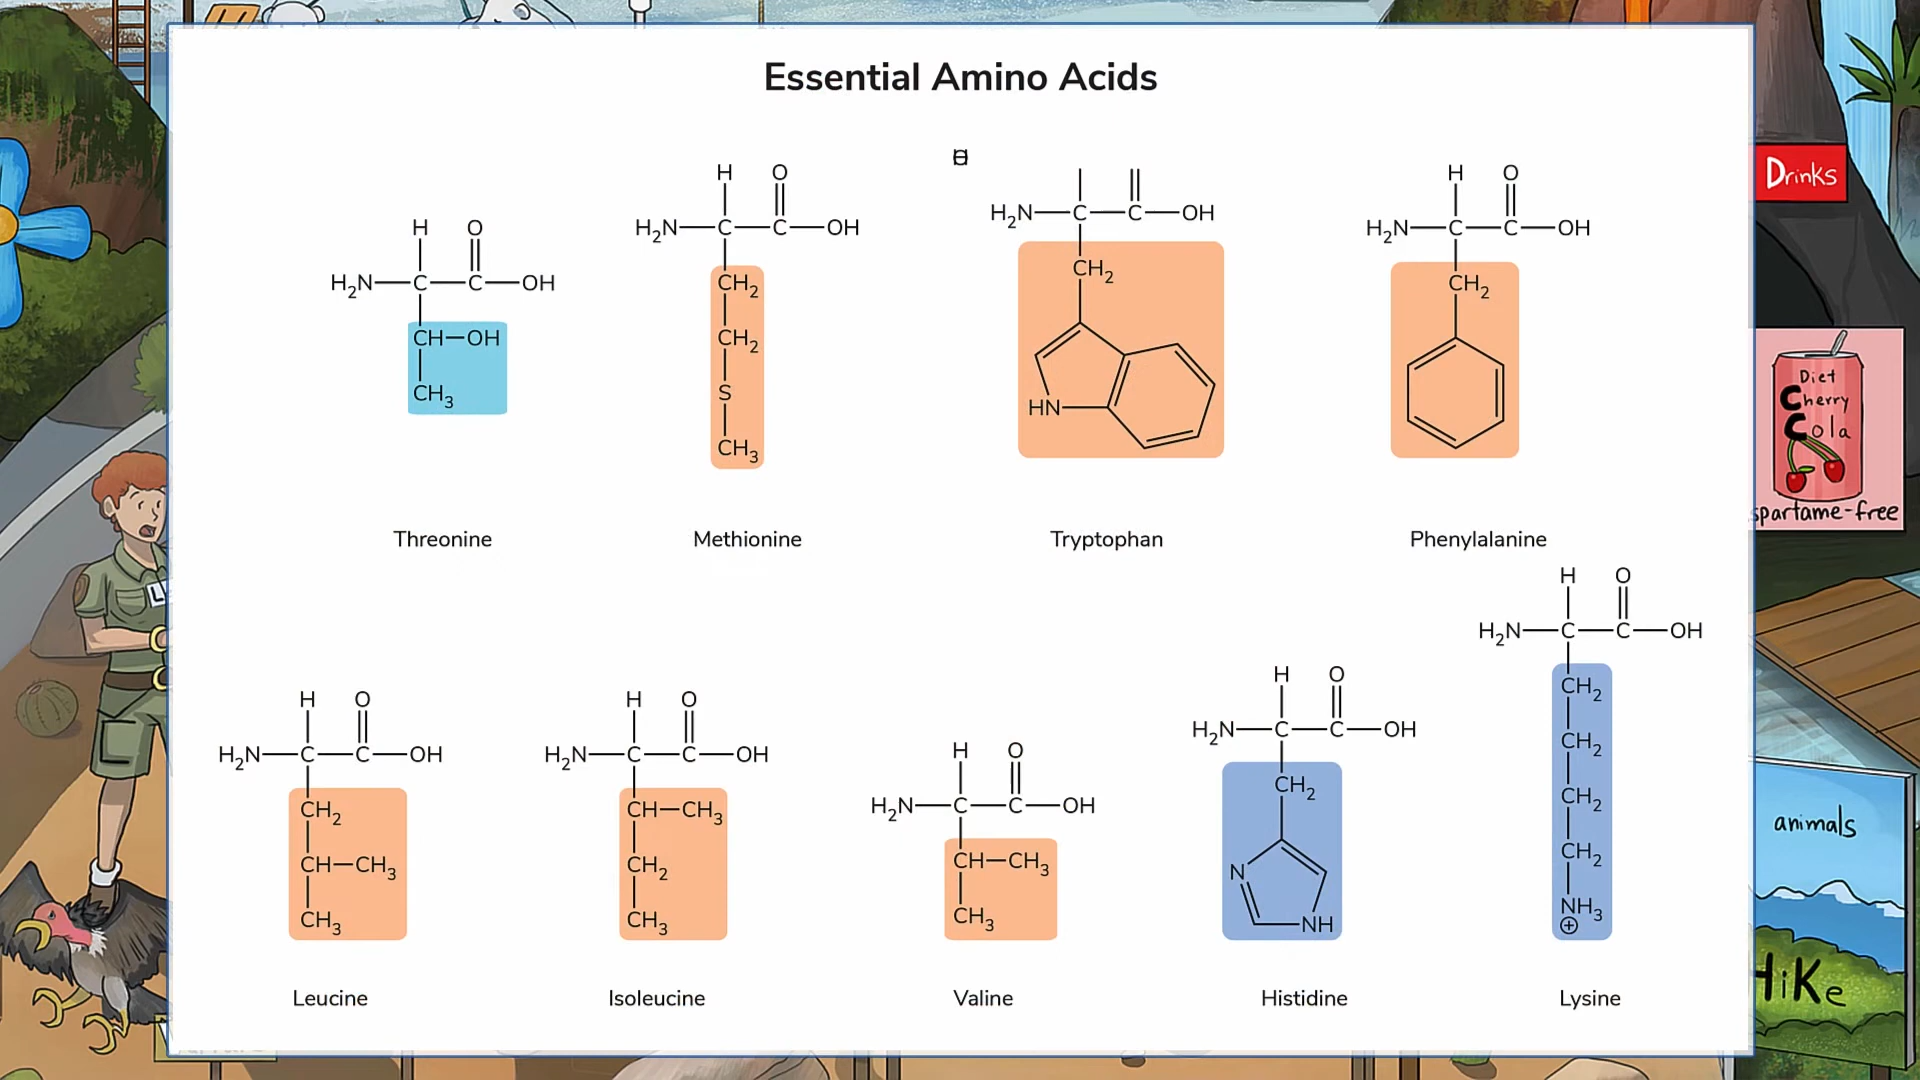 Essential Amino Acids
H O
H₂N—C—C—OH
CH—OH
CH₃
Threonine
H O
H₂N—C—C—OH
CH₂
CH₂
S
CH₃
Methionine
H₂N—C—C—OH
CH₂
HN
Tryptophan
H O
H₂N—C—C—OH
CH₂
Phenylalanine
H O
H₂N—C—C—OH
CH₂
CH—CH₃
CH₃
Leucine
H O
H₂N—C—C—OH
CH—CH₃
CH₂
CH₃
Isoleucine
H O
H₂N—C—C—OH
CH—CH₃
CH₃
Valine
H O
H₂N—C—C—OH
CH₂
N
NH
Histidine
H O
H₂N—C—C—OH
CH₂
CH₂
CH₂
CH₂
NH₃
⊕
Lysine
Drinks
Diet
Cherry
Cola
spartame-free
animals
HiKe